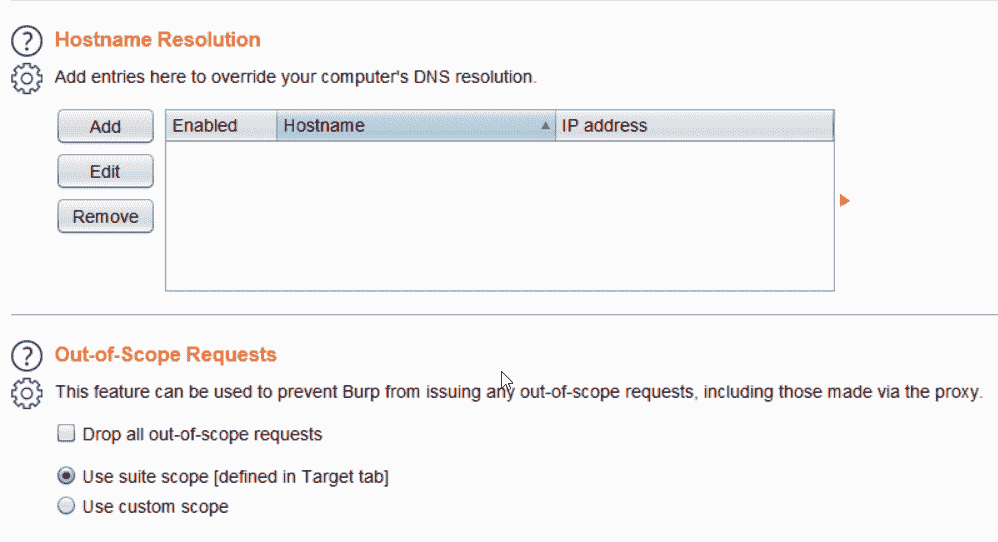 Hostname Resolution
Add entries here to override your computer's DNS resolution.
Add
Enabled
Hostname
IP address
Edit
Remove
Out-of-Scope Requests
This feature can be used to prevent Burp from issuing any out-of-scope requests, including those made via the proxy.
Drop all out-of-scope requests
Use suite scope [defined in Target tab]
Use custom scope